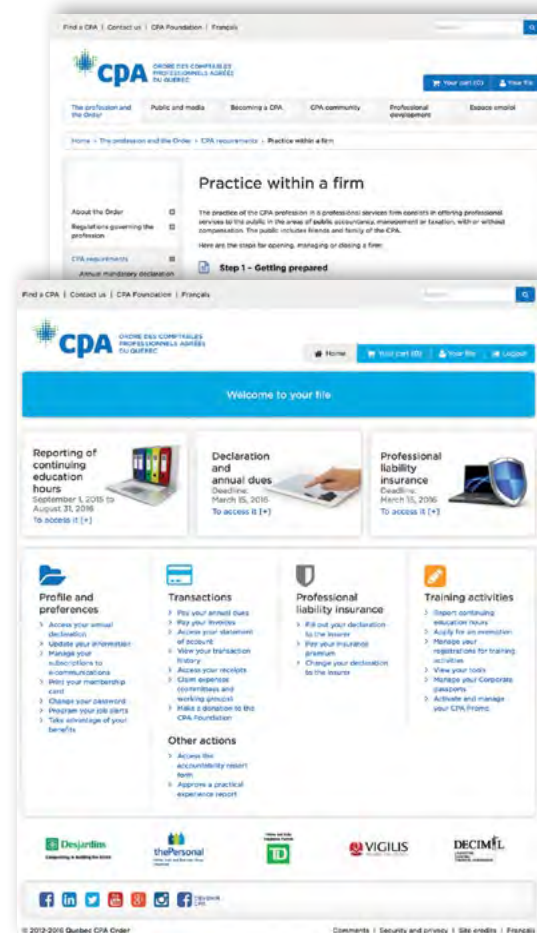 Find a CPA | Contact us | CPA Foundation | Français
CPA
ORDRE DES COMPTABLES
PROFESSIONNELS AGRÉÉS
DU QUÉBEC
Your cart (0)
Your file
The profession and
the Order
Public and media
Becoming a CPA
CPA community
Professional
development
Espace emploi
Home > The profession and the Order > CPA requirements > Practice within a firm
Practice within a firm
About the Order
Regulations governing the
profession
CPA requirements
Annual mandatory declaration
The practice of the CPA profession in a professional services firm consists in offering professional
services to the public in the areas of public accountancy, management or taxation, with or without
compensation. The public includes friends and family of the CPA.
Here are the steps for opening, managing or closing a firm:
Step 1 - Getting prepared
Find a CPA | Contact us | CPA Foundation | Français
CPA
ORDRE DES COMPTABLES
PROFESSIONNELS AGRÉÉS
DU QUÉBEC
Home
Your cart (0)
Your file
Logout
Welcome to your file
Reporting of
continuing
education
hours
September 1, 2015 to
August 31, 2016
To access it [+]
Declaration
and
annual dues
Deadline:
March 15, 2016
To access it [+]
Professional
liability
insurance
Deadline:
March 15, 2016
To access it [+]
Profile and
preferences
> Access your annual
declaration
> Update your information
> Manage your
subscriptions to
e-communications
> Print your membership
card
> Change your password
> Program your job alerts
> Take advantage of your
benefits
Transactions
> Pay your annual dues
> Pay your invoices
> Access your statement
of account
> View your transaction
history
> Access your receipts
> Claim expenses
(committees and
working groups)
> Make a donation to the
CPA Foundation
Other actions
> Access the
accountability report
form
> Approve a practical
experience report
Professional
liability insurance
> Fill out your declaration
to the insurer
> Pay your insurance
premium
> Change your declaration
to the insurer
Training activities
> Report continuing
education hours
> Apply for an exemption
> Manage your
registrations for training
activities
> View your tools
> Manage your Corporate
passports
> Activate and manage
your CPA Promo
Desjardins
thePersonal
TD
VIGILIS
DECIMAL
DEVENIR
CPA
© 2012-2016 Quebec CPA Order
Comments | Security and privacy | Site credits | Français